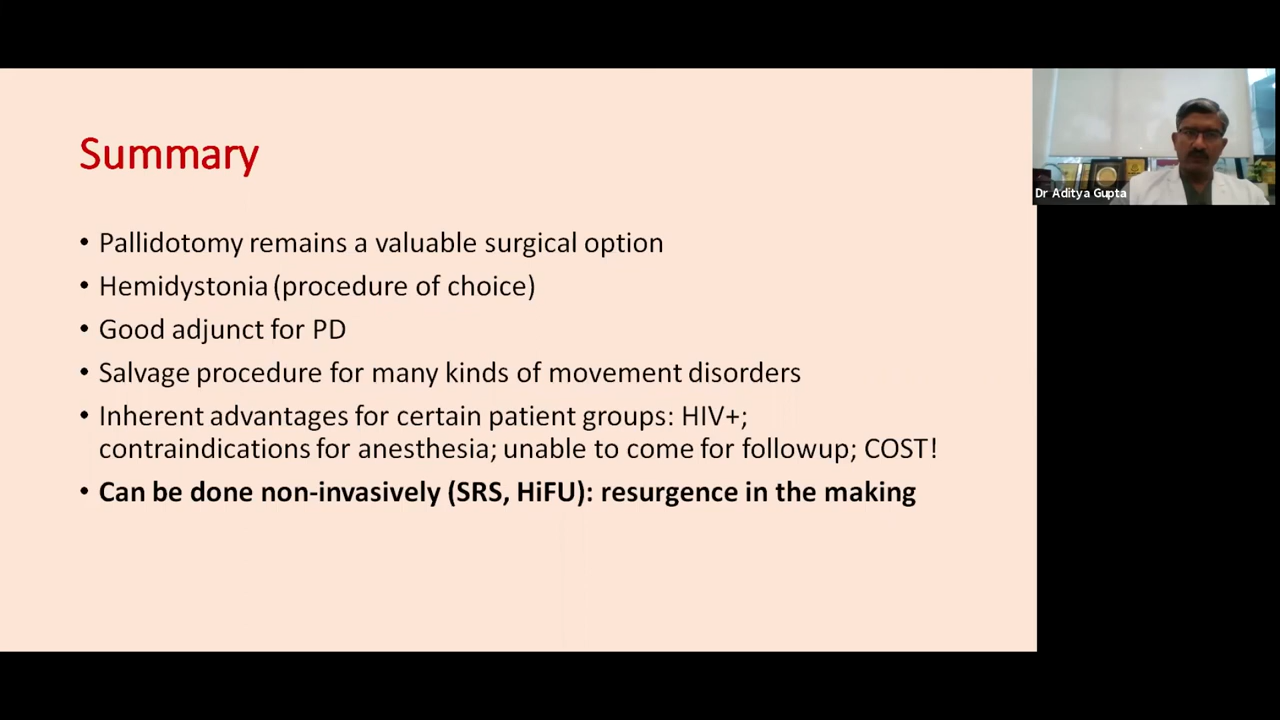 Summary
• Pallidotomy remains a valuable surgical option
• Hemidystonia (procedure of choice)
• Good adjunct for PD
• Salvage procedure for many kinds of movement disorders
• Inherent advantages for certain patient groups: HIV+;
contraindications for anesthesia; unable to come for followup; COST!
• Can be done non-invasively (SRS, HiFU): resurgence in the making
Dr Aditya Gupta